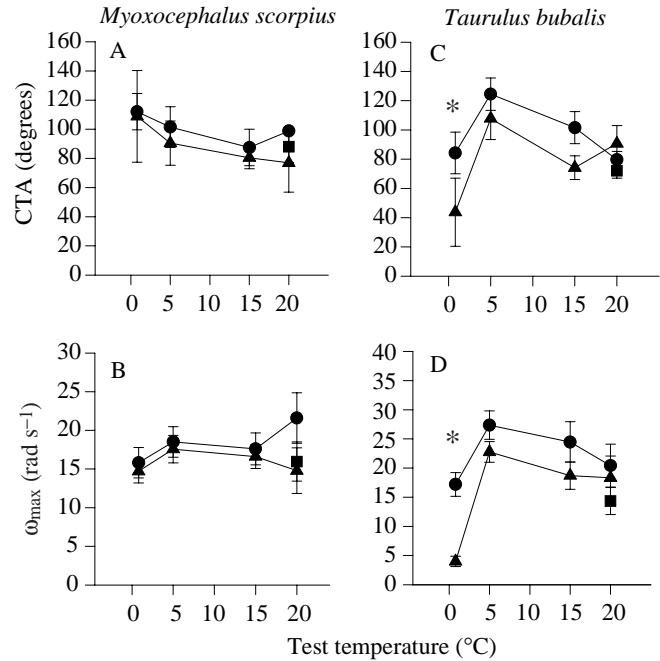 Myoxocephalus scorpius
Taurulus bubalis
A
CTA (degrees)
160
140
120
100
80
60
40
20
0
0 5 10 15 20
C
*
160
140
120
100
80
60
40
20
0
0 5 10 15 20
B
ωmax (rad s–1)
30
25
20
15
10
5
0
0 5 10 15 20
D
*
40
35
30
25
20
15
10
5
0
0 5 10 15 20
Test temperature (°C)